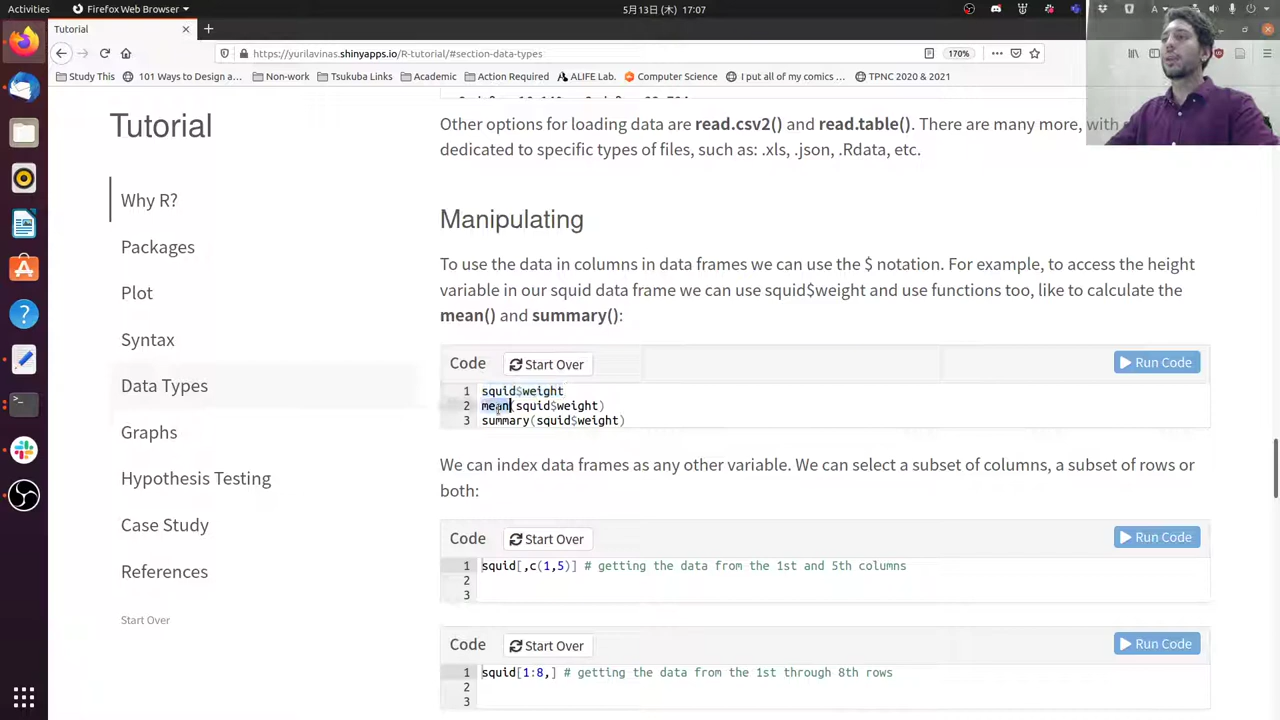 Activities
Firefox Web Browser
5月13日 (木) 17:07
Tutorial
https://yurilavinas.shinyapps.io/R-tutorial/#section-data-types
170%
Study This
101 Ways to Design a…
Non-work
Tsukuba Links
Academic
Action Required
ALIFE Lab.
Computer Science
I put all of my comics …
TPNC 2020 & 2021
Tutorial
Why R?
Packages
Plot
Syntax
Data Types
Graphs
Hypothesis Testing
Case Study
References
Start Over
Other options for loading data are read.csv2() and read.table(). There are many more, with
dedicated to specific types of files, such as: .xls, .json, .Rdata, etc.
Manipulating
To use the data in columns in data frames we can use the $ notation. For example, to access the height
variable in our squid data frame we can use squid$weight and use functions too, like to calculate the
mean() and summary():
Code
Start Over
Run Code
1 squid$weight
2 mean(squid$weight)
3 summary(squid$weight)
We can index data frames as any other variable. We can select a subset of columns, a subset of rows or
both:
Code
Start Over
Run Code
1 squid[,c(1,5)] # getting the data from the 1st and 5th columns
2
3
Code
Start Over
Run Code
1 squid[1:8,] # getting the data from the 1st through 8th rows
2
3